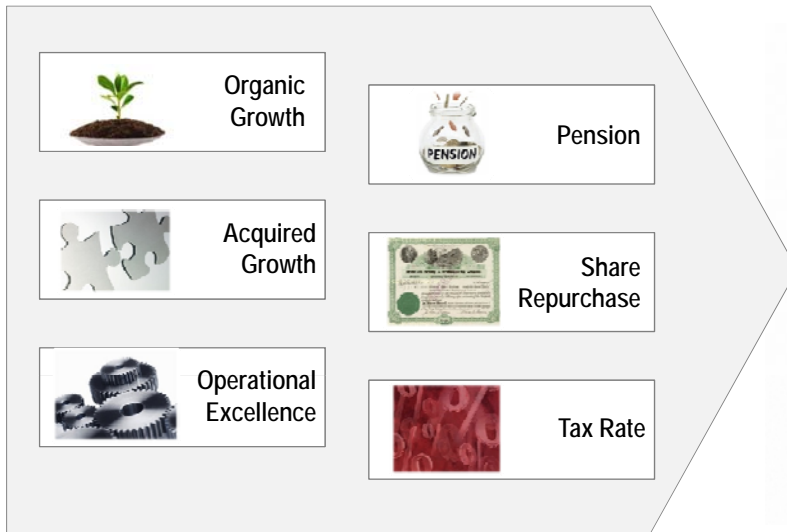 Organic
Growth
Acquired
Growth
Operational
Excellence
PENSION
Pension
Share
Repurchase
Tax Rate